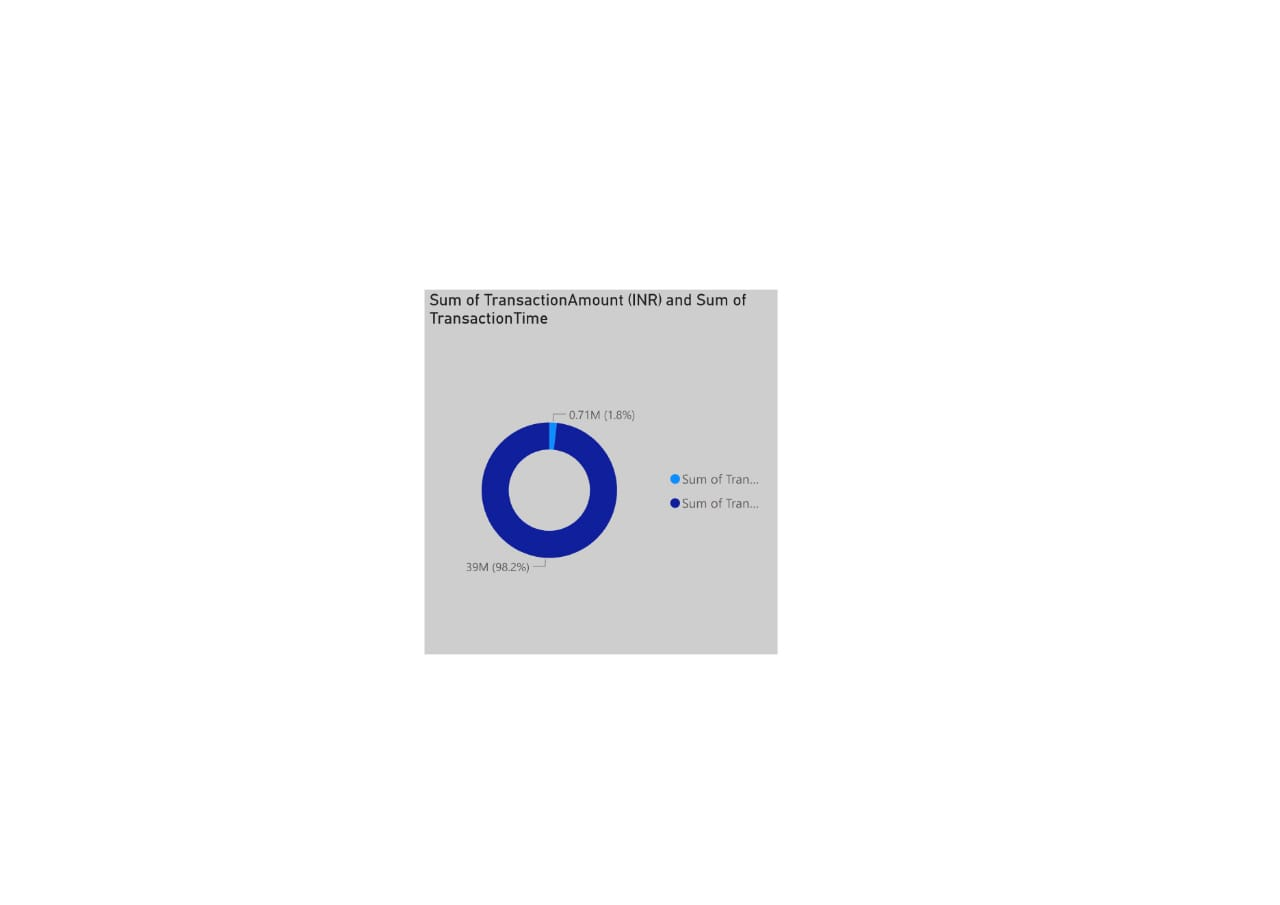 Sum of TransactionAmount (INR) and Sum of
TransactionTime
0.71M (1.8%)
Sum of Tran...
Sum of Tran...
39M (98.2%)